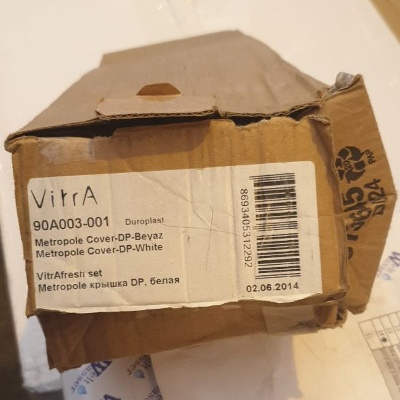 VitrA
90A003-001 Duroplast
Metropole Cover-DP-Beyaz
Metropole Cover-DP-White
VitrAfresh set
Metropole крышка DP, белая
8693405312292
02.06.2014
PAP